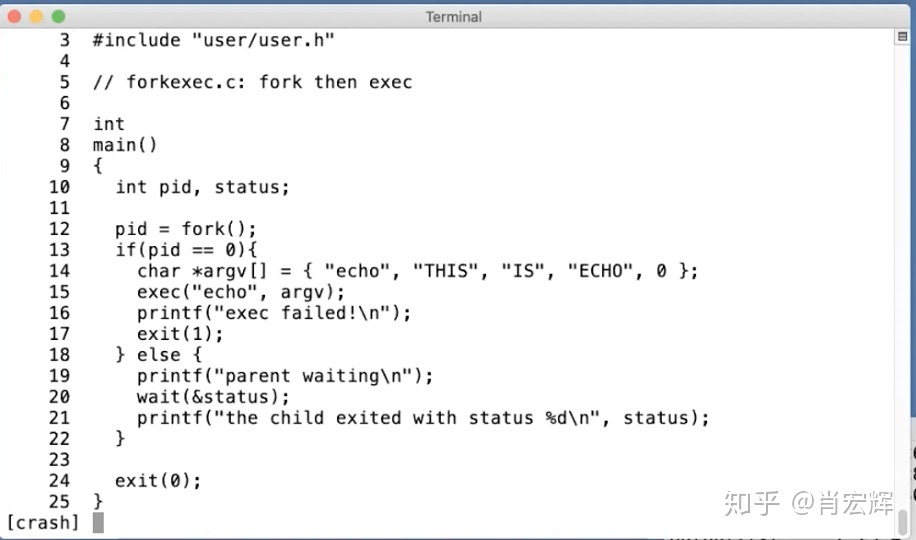 Terminal
3 #include "user/user.h"
4
5 // forkexec.c: fork then exec
6
7 int
8 main()
9 {
10   int pid, status;
11
12   pid = fork();
13   if(pid == 0){
14     char *argv[] = { "echo", "THIS", "IS", "ECHO", 0 };
15     exec("echo", argv);
16     printf("exec failed!\n");
17     exit(1);
18   } else {
19     printf("parent waiting\n");
20     wait(&status);
21     printf("the child exited with status %d\n", status);
22   }
23
24   exit(0);
25 }
[crash]
知乎 @肖宏辉